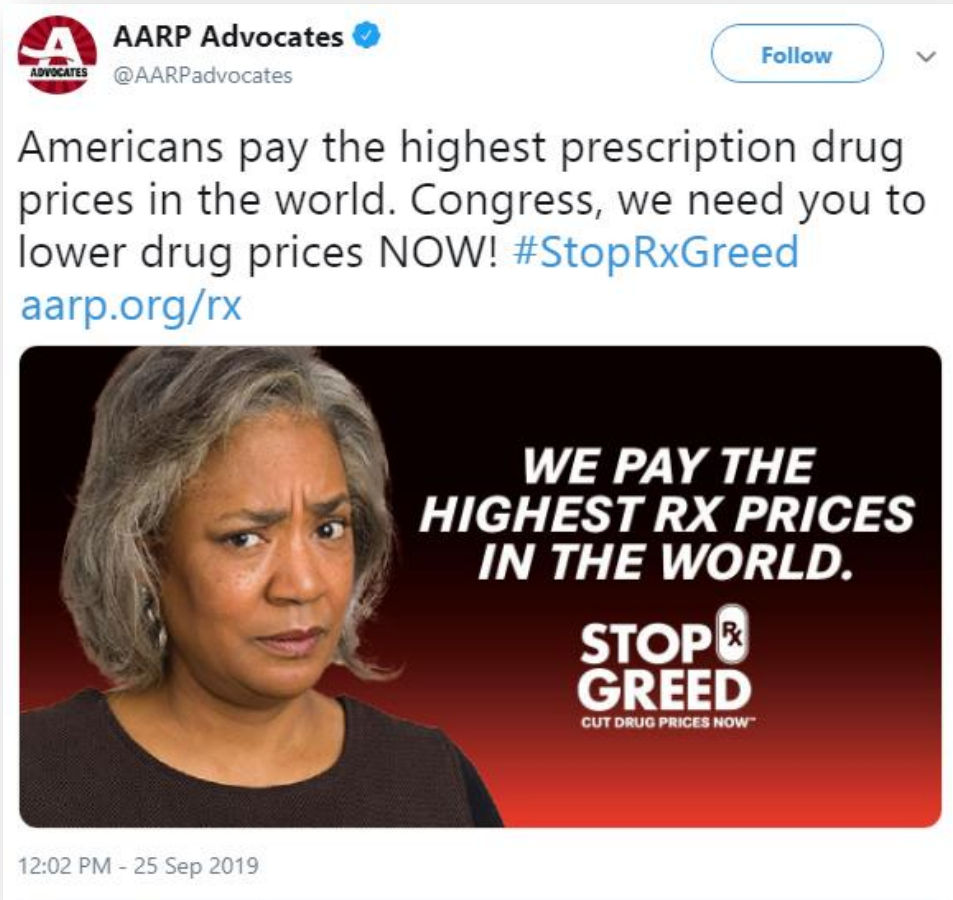 A
ADVOCATES
AARP Advocates
@AARPadvocates
Follow
Americans pay the highest prescription drug
prices in the world. Congress, we need you to
lower drug prices NOW! #StopRxGreed
aarp.org/rx
WE PAY THE
HIGHEST RX PRICES
IN THE WORLD.
STOP Rx
GREED
CUT DRUG PRICES NOW™
12:02 PM - 25 Sep 2019